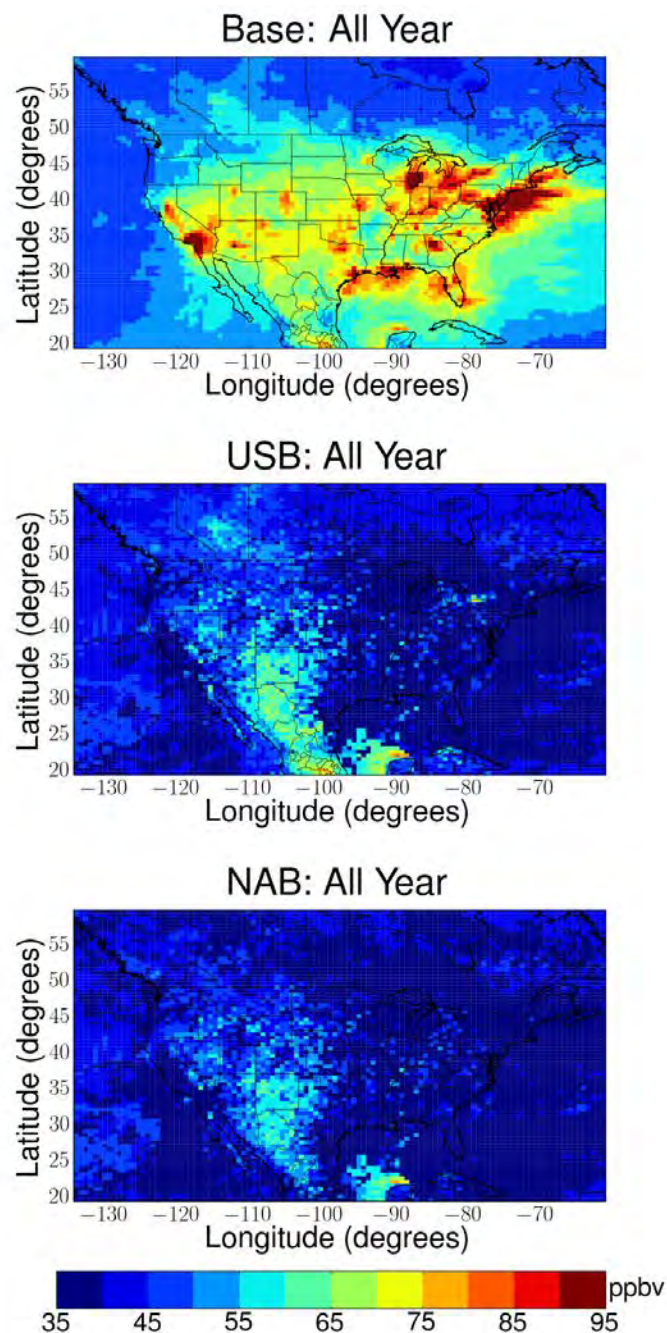 Base: All Year
Latitude (degrees)
55
50
45
40
35
30
25
20
−130 −120 −110 −100 −90 −80 −70
Longitude (degrees)
USB: All Year
Latitude (degrees)
55
50
45
40
35
30
25
20
−130 −120 −110 −100 −90 −80 −70
Longitude (degrees)
NAB: All Year
Latitude (degrees)
55
50
45
40
35
30
25
20
−130 −120 −110 −100 −90 −80 −70
Longitude (degrees)
ppbv
35 45 55 65 75 85 95